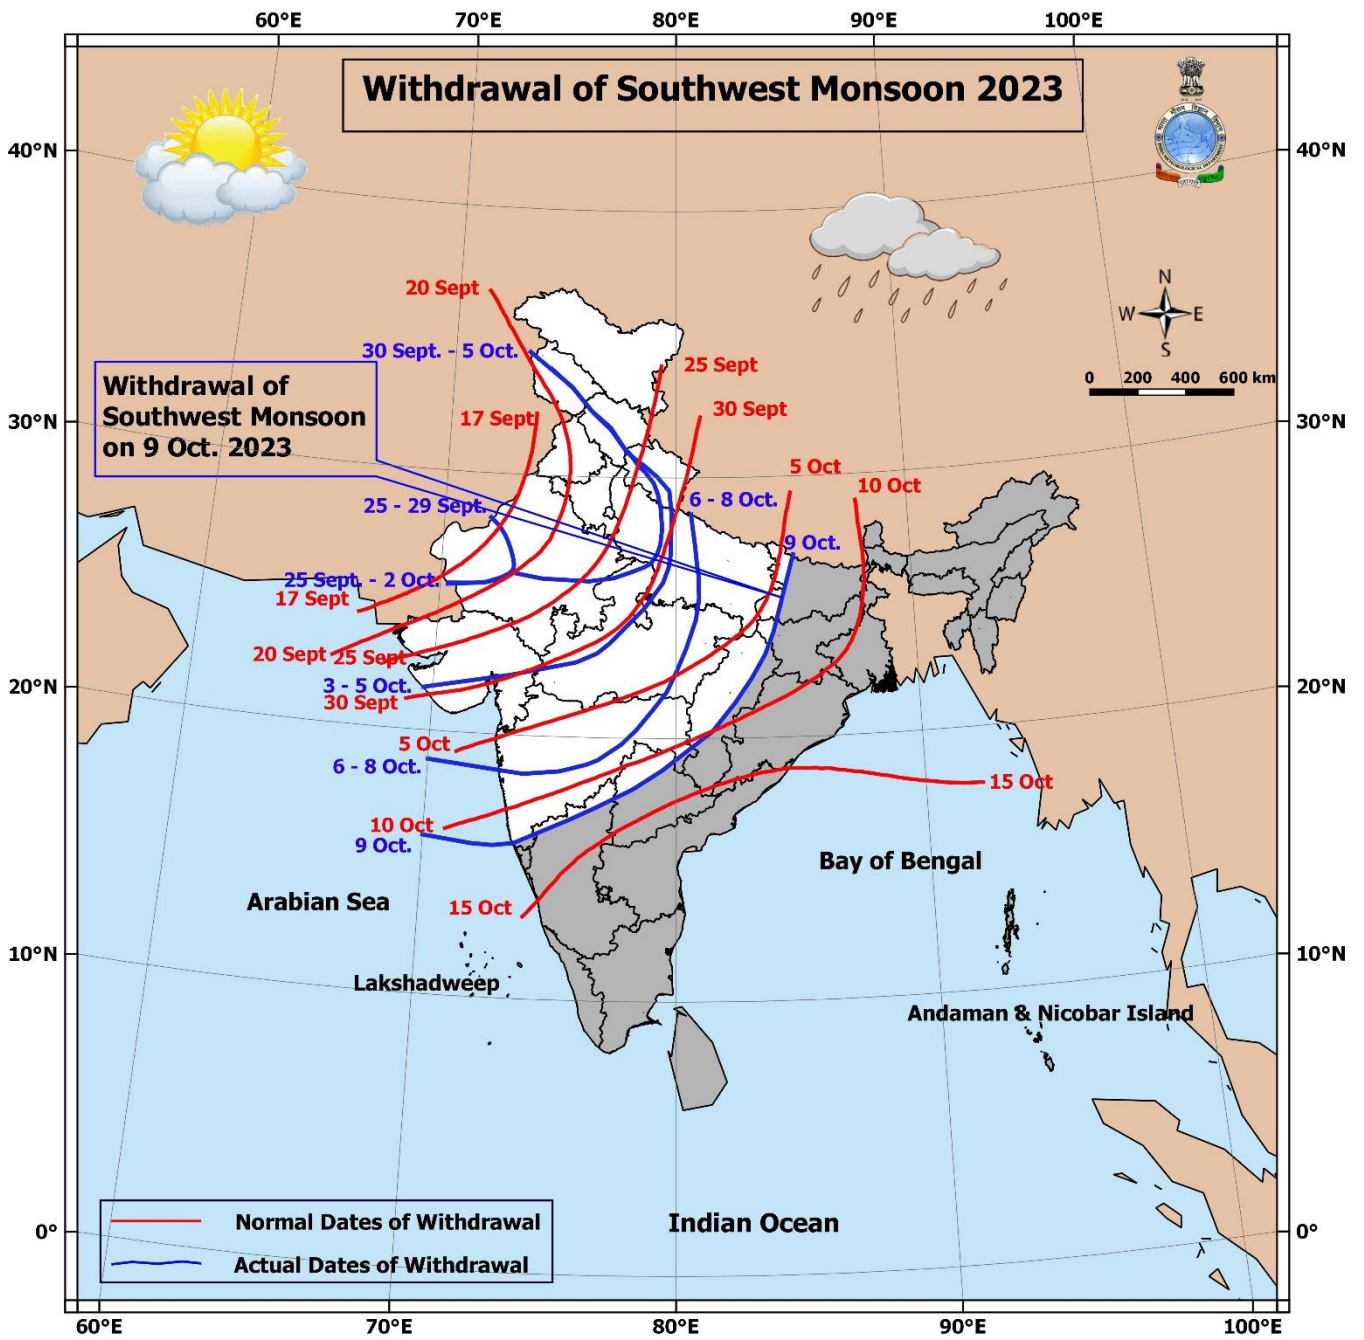 60°E 70°E 80°E 90°E 100°E
Withdrawal of Southwest Monsoon 2023
40°N 40°N
N
W E
S
20 Sept
30 Sept. - 5 Oct.
25 Sept
0 200 400 600 km
Withdrawal of
Southwest Monsoon
on 9 Oct. 2023
17 Sept
30 Sept
30°N 30°N
5 Oct
10 Oct
25 - 29 Sept.
6 - 8 Oct.
9 Oct.
25 Sept. - 2 Oct.
17 Sept
20 Sept
25 Sept
3 - 5 Oct.
20°N 20°N
30 Sept
5 Oct
6 - 8 Oct.
15 Oct
10 Oct
9 Oct.
Bay of Bengal
Arabian Sea
15 Oct
10°N 10°N
Lakshadweep
Andaman & Nicobar Island
Normal Dates of Withdrawal
Indian Ocean
0° 0°
Actual Dates of Withdrawal
60°E 70°E 80°E 90°E 100°E